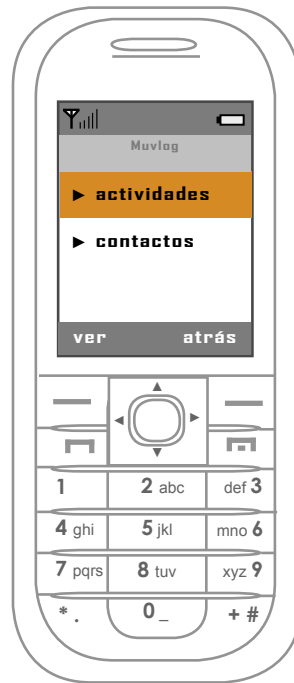 Muvlog
► actividades
► contactos
ver atrás
1 2 abc def 3
4 ghi 5 jkl mno 6
7 pqrs 8 tuv xyz 9
* . 0 _ + #